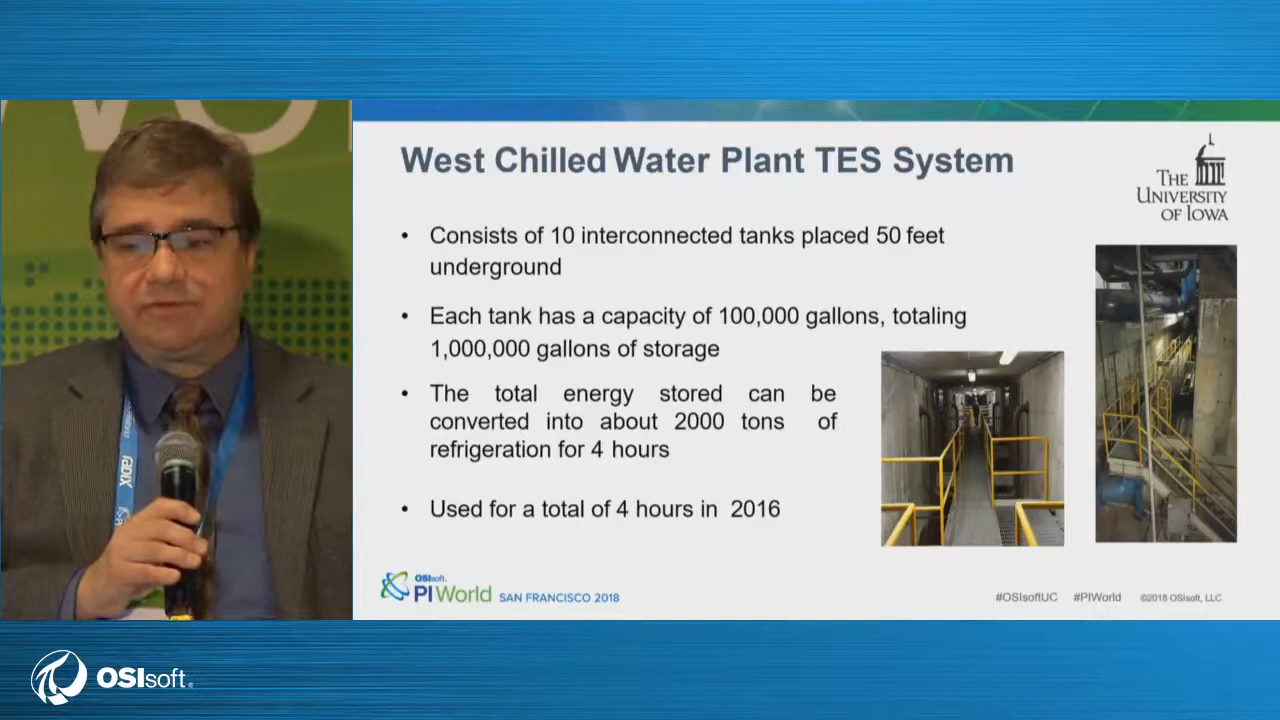 West Chilled Water Plant TES System
THE
UNIVERSITY
OF IOWA
• Consists of 10 interconnected tanks placed 50 feet
underground
• Each tank has a capacity of 100,000 gallons, totaling
1,000,000 gallons of storage
• The total energy stored can be
converted into about 2000 tons of
refrigeration for 4 hours
• Used for a total of 4 hours in 2016
OSIsoft.
PI World SAN FRANCISCO 2018
#OSIsoftUC #PIWorld ©2018 OSIsoft, LLC
OSIsoft.